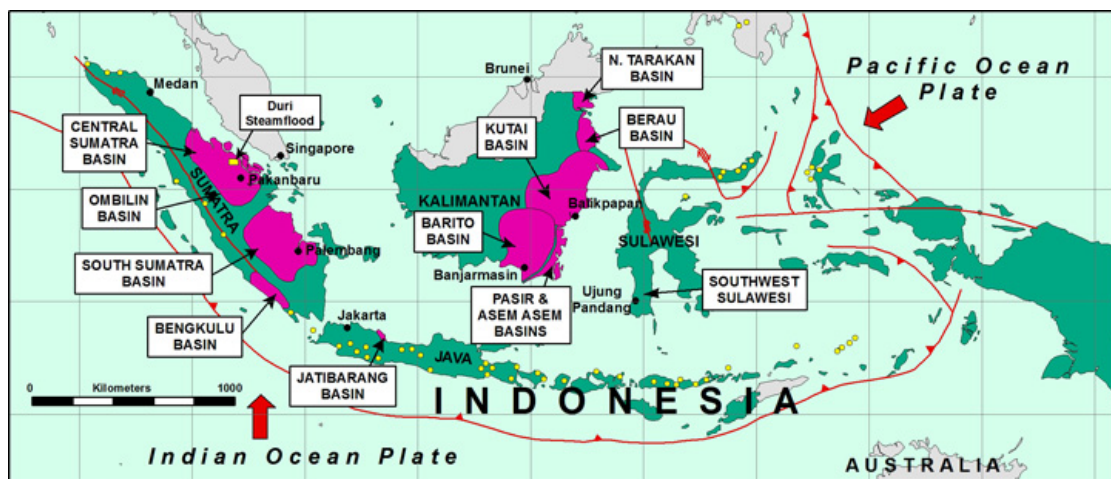 N. TARAKAN
BASIN
Brunei
Pacific Ocean
Plate
Medan
Duri
Steamflood
CENTRAL
SUMATRA
BASIN
KUTAI
BASIN
BERAU
BASIN
Singapore
Pakanbaru
OMBILIN
BASIN
SUMATRA
KALIMANTAN
Balikpapan
BARITO
BASIN
SULAWESI
Palembang
SOUTH SUMATRA
BASIN
Banjarmasin
PASIR &
ASEM ASEM
BASINS
Ujung
Pandang
SOUTHWEST
SULAWESI
BENGKULU
BASIN
Jakarta
JAVA
JATIBARANG
BASIN
0 Kilometers 1000
INDONESIA
Indian Ocean Plate
AUSTRALIA